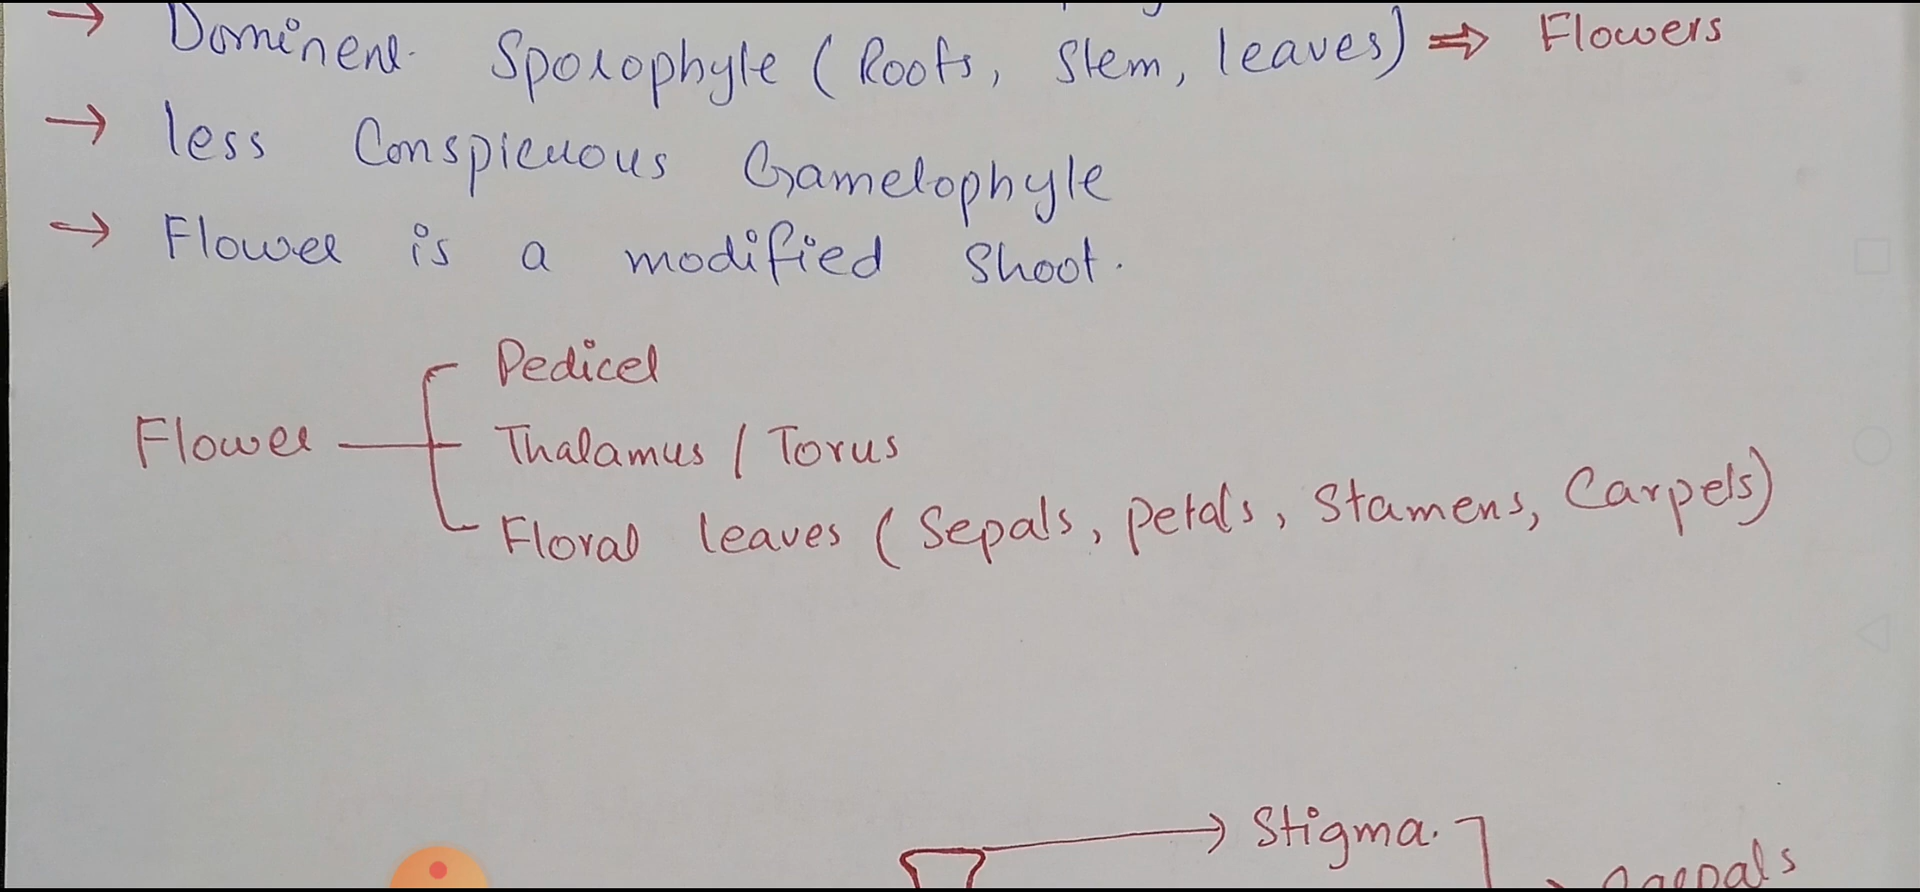 → Dominent Sporophyte (Roots, Stem, leaves) ⇒ Flowers
→ less Conspicuous Gametophyte
→ Flower is a modified Shoot.
Pedicel
Flower
Thalamus / Torus
Floral leaves (Sepals, petals, Stamens, Carpels)
→ Stigma.